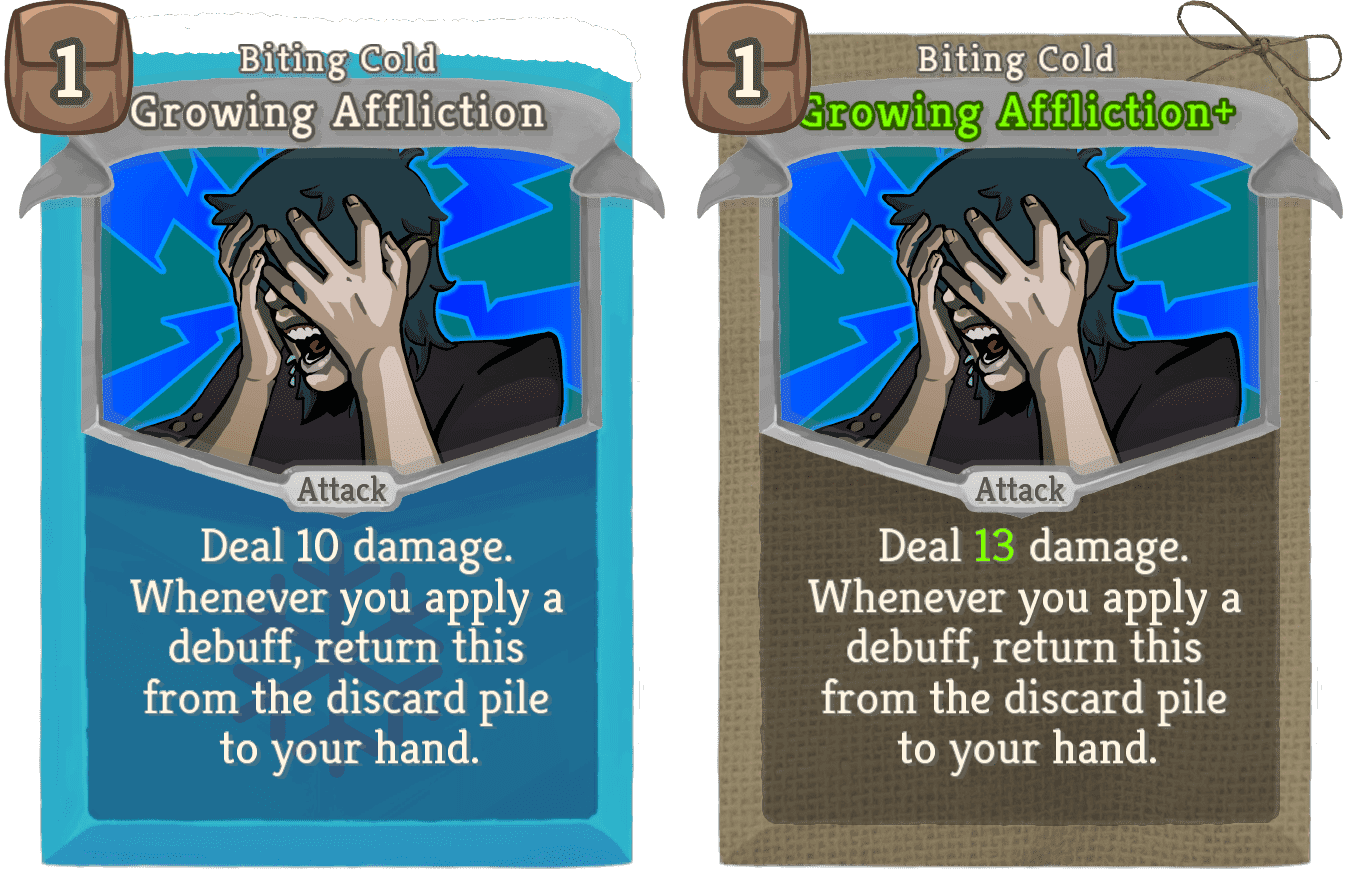 1
Biting Cold
Growing Affliction
Attack
Deal 10 damage.
Whenever you apply a
debuff, return this
from the discard pile
to your hand.
1
Biting Cold
Growing Affliction+
Attack
Deal 13 damage.
Whenever you apply a
debuff, return this
from the discard pile
to your hand.